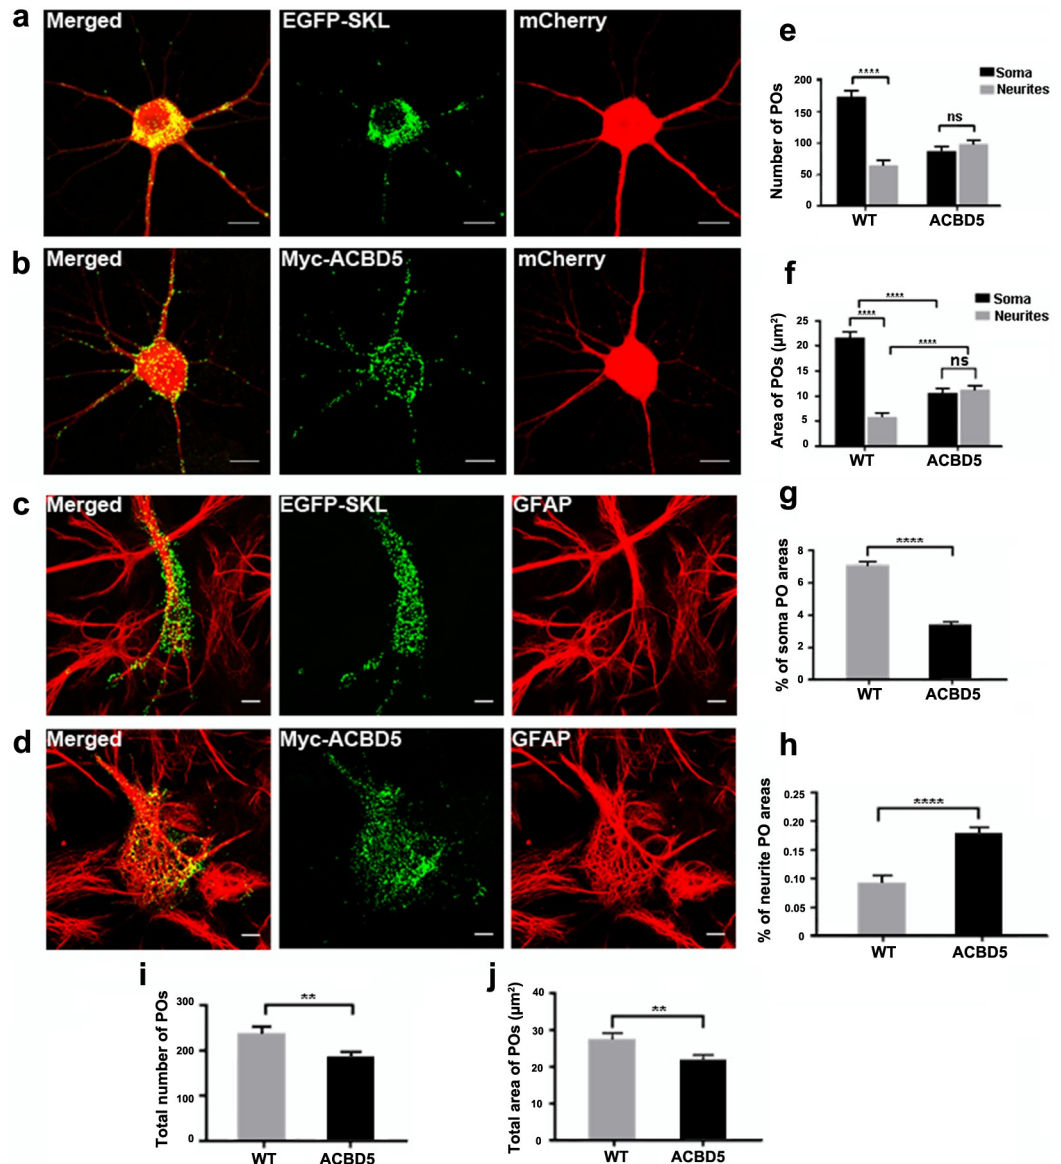 a
Merged
EGFP-SKL
mCherry
b
Merged
Myc-ACBD5
mCherry
c
Merged
EGFP-SKL
GFAP
d
Merged
Myc-ACBD5
GFAP
e
Soma
Neurites
****
ns
Number of POs
200
150
100
50
0
WT
ACBD5
f
Soma
Neurites
****
****
****
ns
Area of POs (µm²)
25
20
15
10
5
0
WT
ACBD5
g
****
% of soma PO areas
8
6
4
2
0
WT
ACBD5
h
****
% of neurite PO areas
0.25
0.20
0.15
0.10
0.05
0
WT
ACBD5
i
**
Total number of POs
300
200
100
0
WT
ACBD5
j
**
Total area of POs (µm²)
40
30
20
10
0
WT
ACBD5